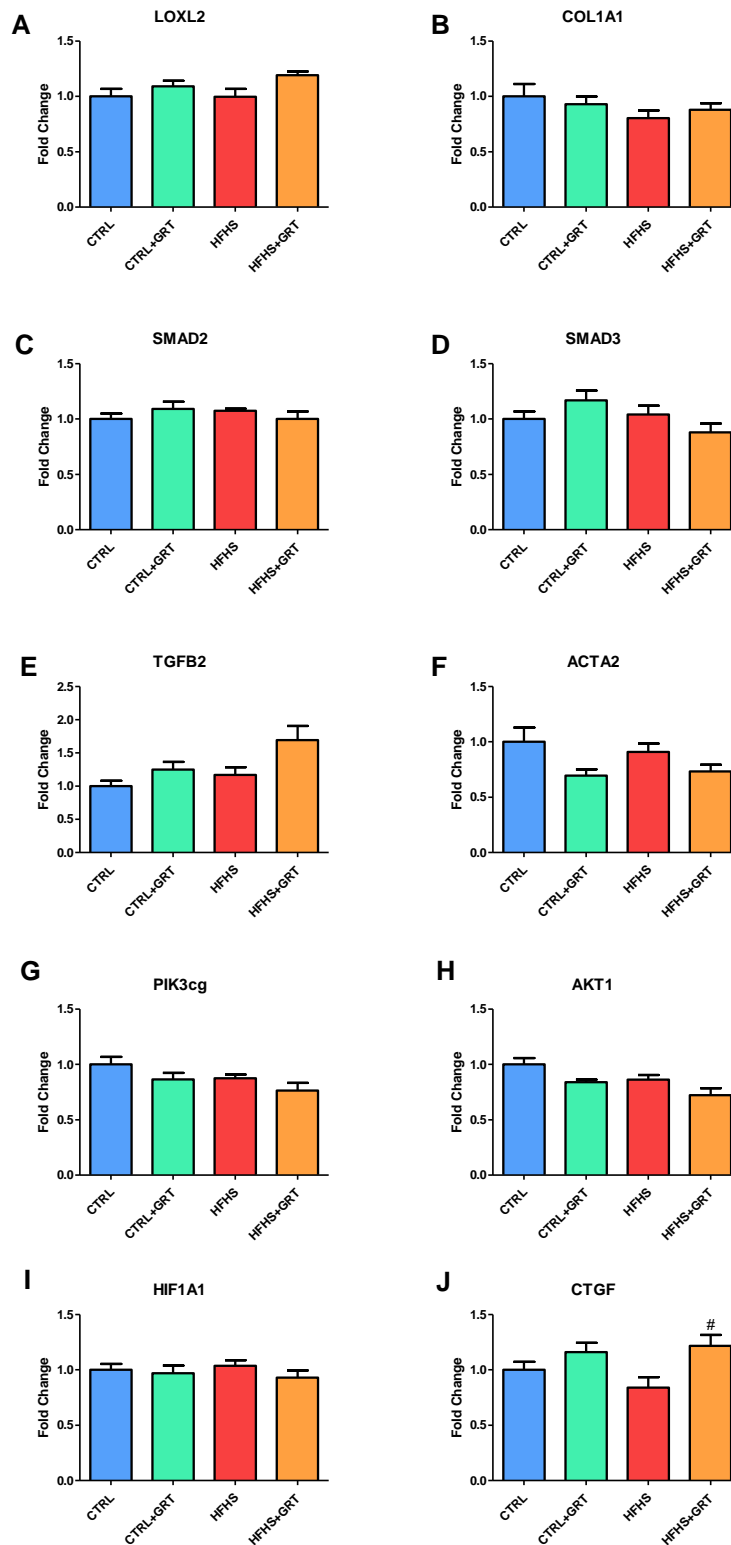 A
LOXL2
Fold Change
1.5
1.0
0.5
0.0
CTRL
CTRL+GRT
HFHS
HFHS+GRT
B
COL1A1
Fold Change
1.5
1.0
0.5
0.0
CTRL
CTRL+GRT
HFHS
HFHS+GRT
C
SMAD2
Fold Change
1.5
1.0
0.5
0.0
CTRL
CTRL+GRT
HFHS
HFHS+GRT
D
SMAD3
Fold Change
1.5
1.0
0.5
0.0
CTRL
CTRL+GRT
HFHS
HFHS+GRT
E
TGFB2
Fold Change
2.5
2.0
1.5
1.0
0.5
0.0
CTRL
CTRL+GRT
HFHS
HFHS+GRT
F
ACTA2
Fold Change
1.5
1.0
0.5
0.0
CTRL
CTRL+GRT
HFHS
HFHS+GRT
G
PIK3cg
Fold Change
1.5
1.0
0.5
0.0
CTRL
CTRL+GRT
HFHS
HFHS+GRT
H
AKT1
Fold Change
1.5
1.0
0.5
0.0
CTRL
CTRL+GRT
HFHS
HFHS+GRT
I
HIF1A1
Fold Change
1.5
1.0
0.5
0.0
CTRL
CTRL+GRT
HFHS
HFHS+GRT
J
CTGF
Fold Change
1.5
1.0
0.5
0.0
#
CTRL
CTRL+GRT
HFHS
HFHS+GRT